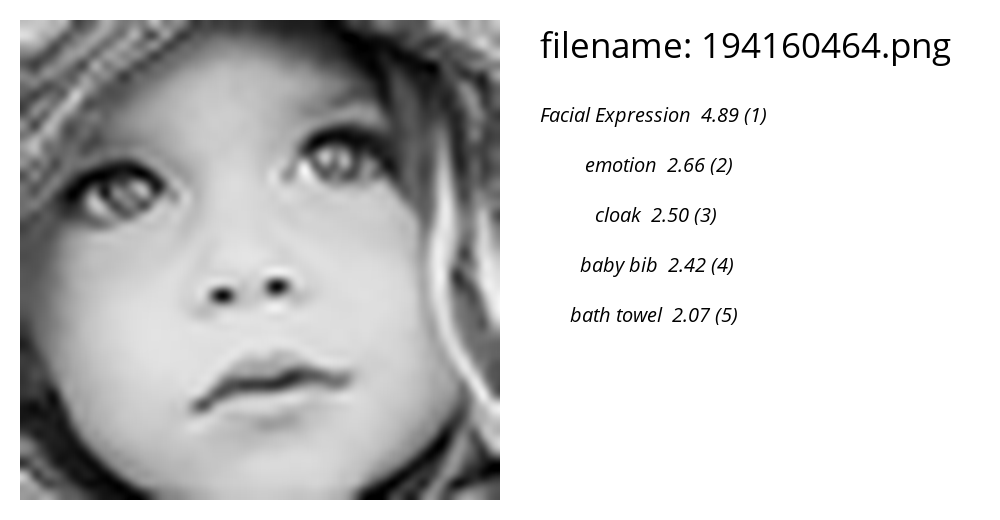 filename: 194160464.png
Facial Expression 4.89 (1)
emotion 2.66 (2)
cloak 2.50 (3)
baby bib 2.42 (4)
bath towel 2.07 (5)